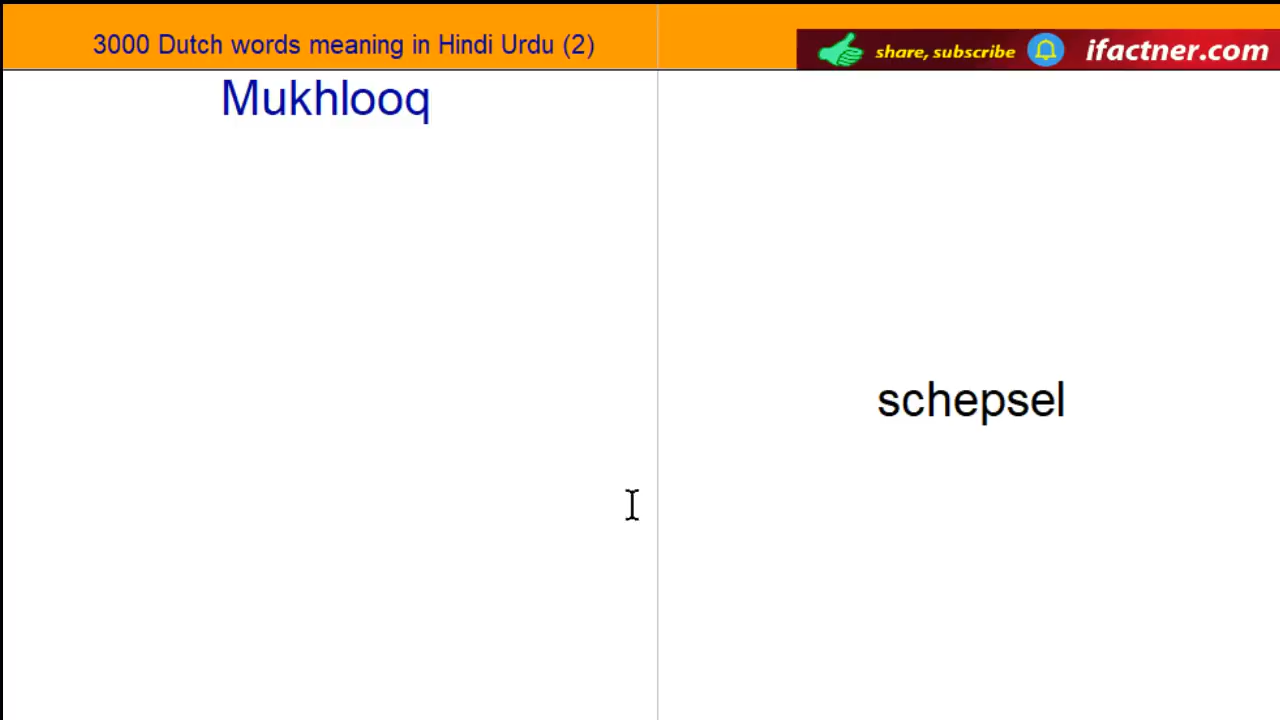 3000 Dutch words meaning in Hindi Urdu (2)
share, subscribe
ifactner.com
Mukhlooq
schepsel